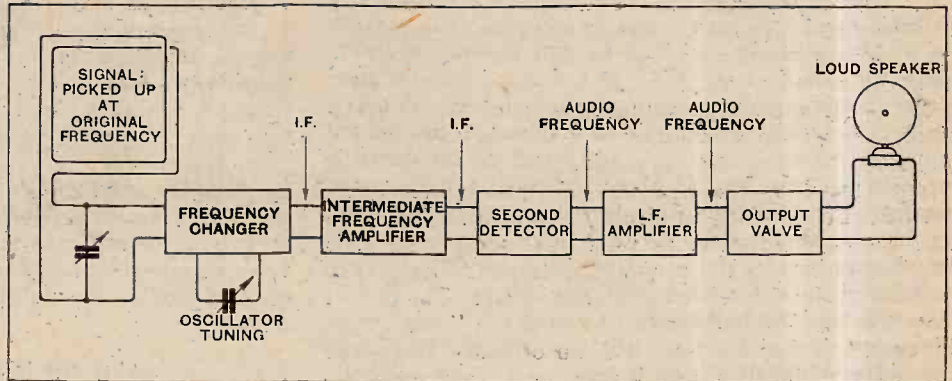 SIGNAL:
PICKED UP
AT
ORIGINAL
FREQUENCY
I.F.
I.F.
AUDIO
FREQUENCY
AUDIO
FREQUENCY
LOUD SPEAKER
FREQUENCY
CHANGER
INTERMEDIATE
FREQUENCY
AMPLIFIER
SECOND
DETECTOR
L.F.
AMPLIFIER
OUTPUT
VALVE
OSCILLATOR
TUNING